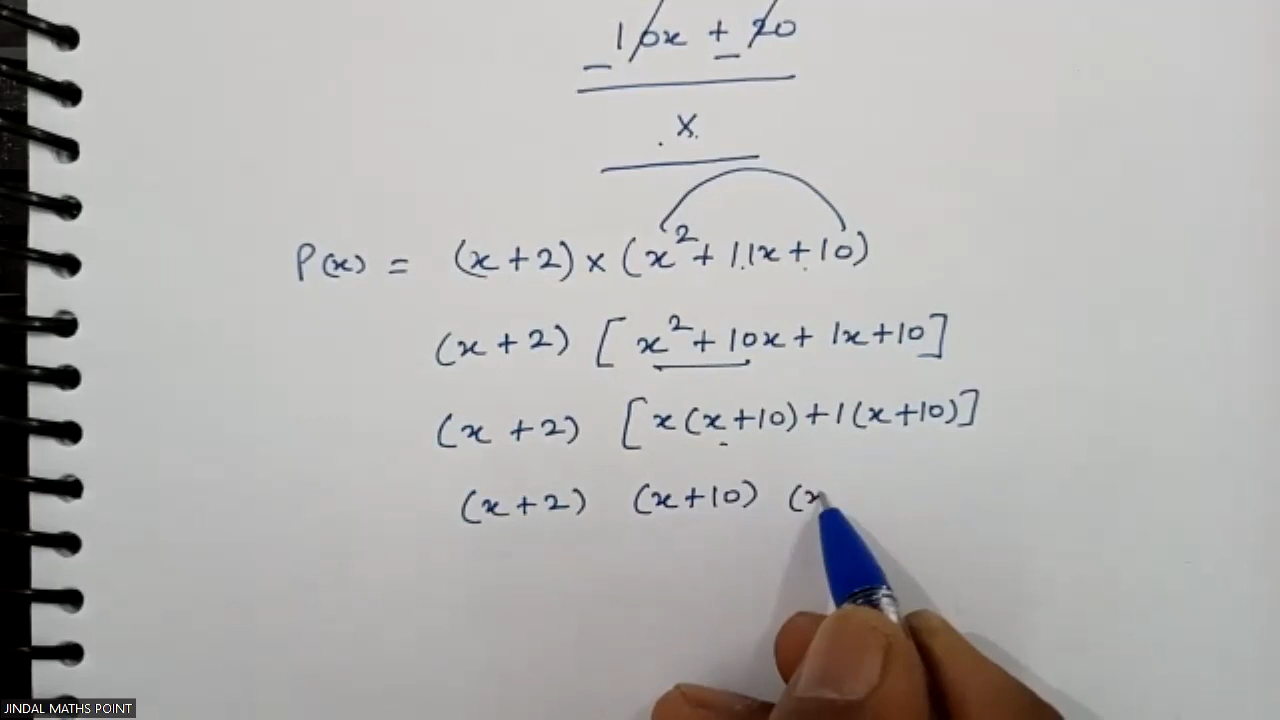 10x + 20
x
P(x) = (x+2) × (x² + 11x + 10)
(x+2) [x² + 10x + 1x + 10]
(x+2) [x(x+10) + 1(x+10)]
(x+2) (x+10) (x
JINDAL MATHS POINT